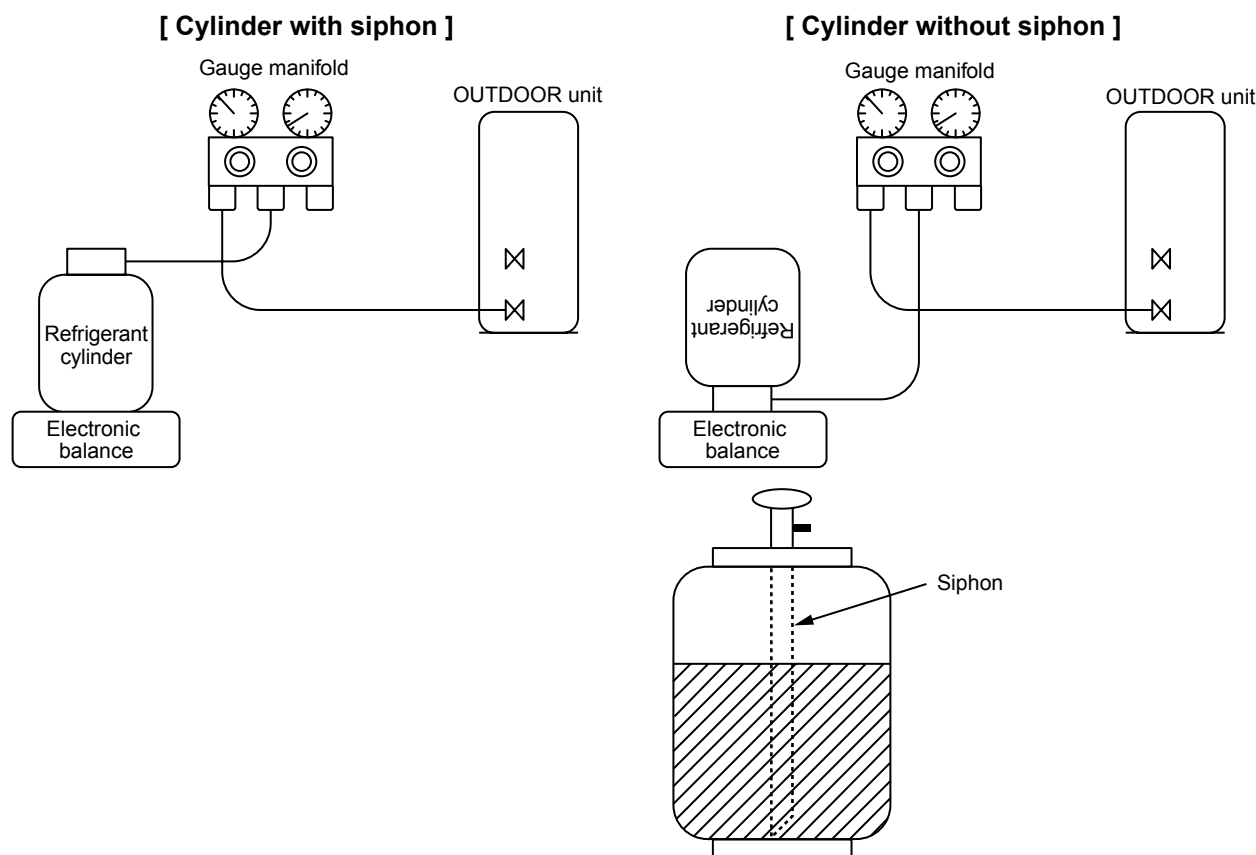 [ Cylinder with siphon ]
Gauge manifold
OUTDOOR unit
Refrigerant
cylinder
Electronic
balance
[ Cylinder without siphon ]
Gauge manifold
OUTDOOR unit
Refrigerant
cylinder
Electronic
balance
Siphon